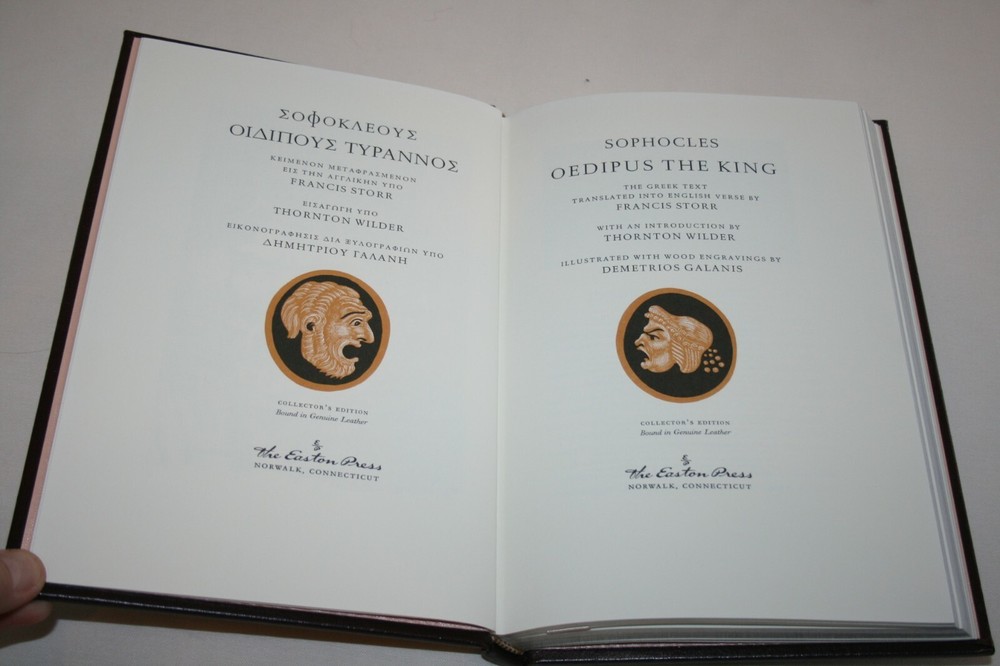 ΣΟΦΟΚΛΕΟΥΣ
ΟΙΔΙΠΟΥΣ ΤΥΡΑΝΝΟΣ
ΚΕΙΜΕΝΟΝ ΜΕΤΑΦΡΑΣΜΕΝΟΝ
ΕΙΣ ΤΗΝ ΑΓΓΛΙΚΗΝ ΥΠΟ
FRANCIS STORR
ΕΙΣΑΓΩΓΗ ΥΠΟ
THORNTON WILDER
ΕΙΚΟΝΟΓΡΑΦΗΣΙΣ ΔΙΑ ΞΥΛΟΓΡΑΦΙΩΝ ΥΠΟ
ΔΗΜΗΤΡΙΟΥ ΓΑΛΑΝΗ
COLLECTOR'S EDITION
Bound in Genuine Leather
The Easton Press
NORWALK, CONNECTICUT
SOPHOCLES
OEDIPUS THE KING
THE GREEK TEXT
TRANSLATED INTO ENGLISH VERSE BY
FRANCIS STORR
WITH AN INTRODUCTION BY
THORNTON WILDER
ILLUSTRATED WITH WOOD ENGRAVINGS BY
DEMETRIOS GALANIS
COLLECTOR'S EDITION
Bound in Genuine Leather
The Easton Press
NORWALK, CONNECTICUT